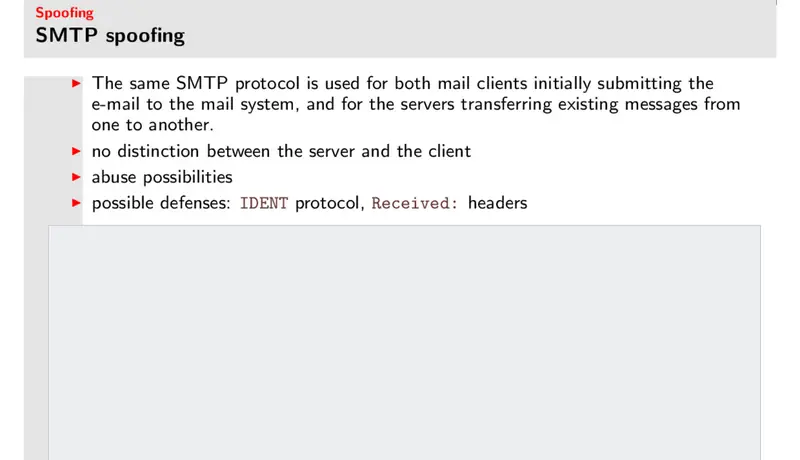 Spoofing
SMTP spoofing
▶ The same SMTP protocol is used for both mail clients initially submitting the
e-mail to the mail system, and for the servers transferring existing messages from
one to another.
▶ no distinction between the server and the client
▶ abuse possibilities
▶ possible defenses: IDENT protocol, Received: headers